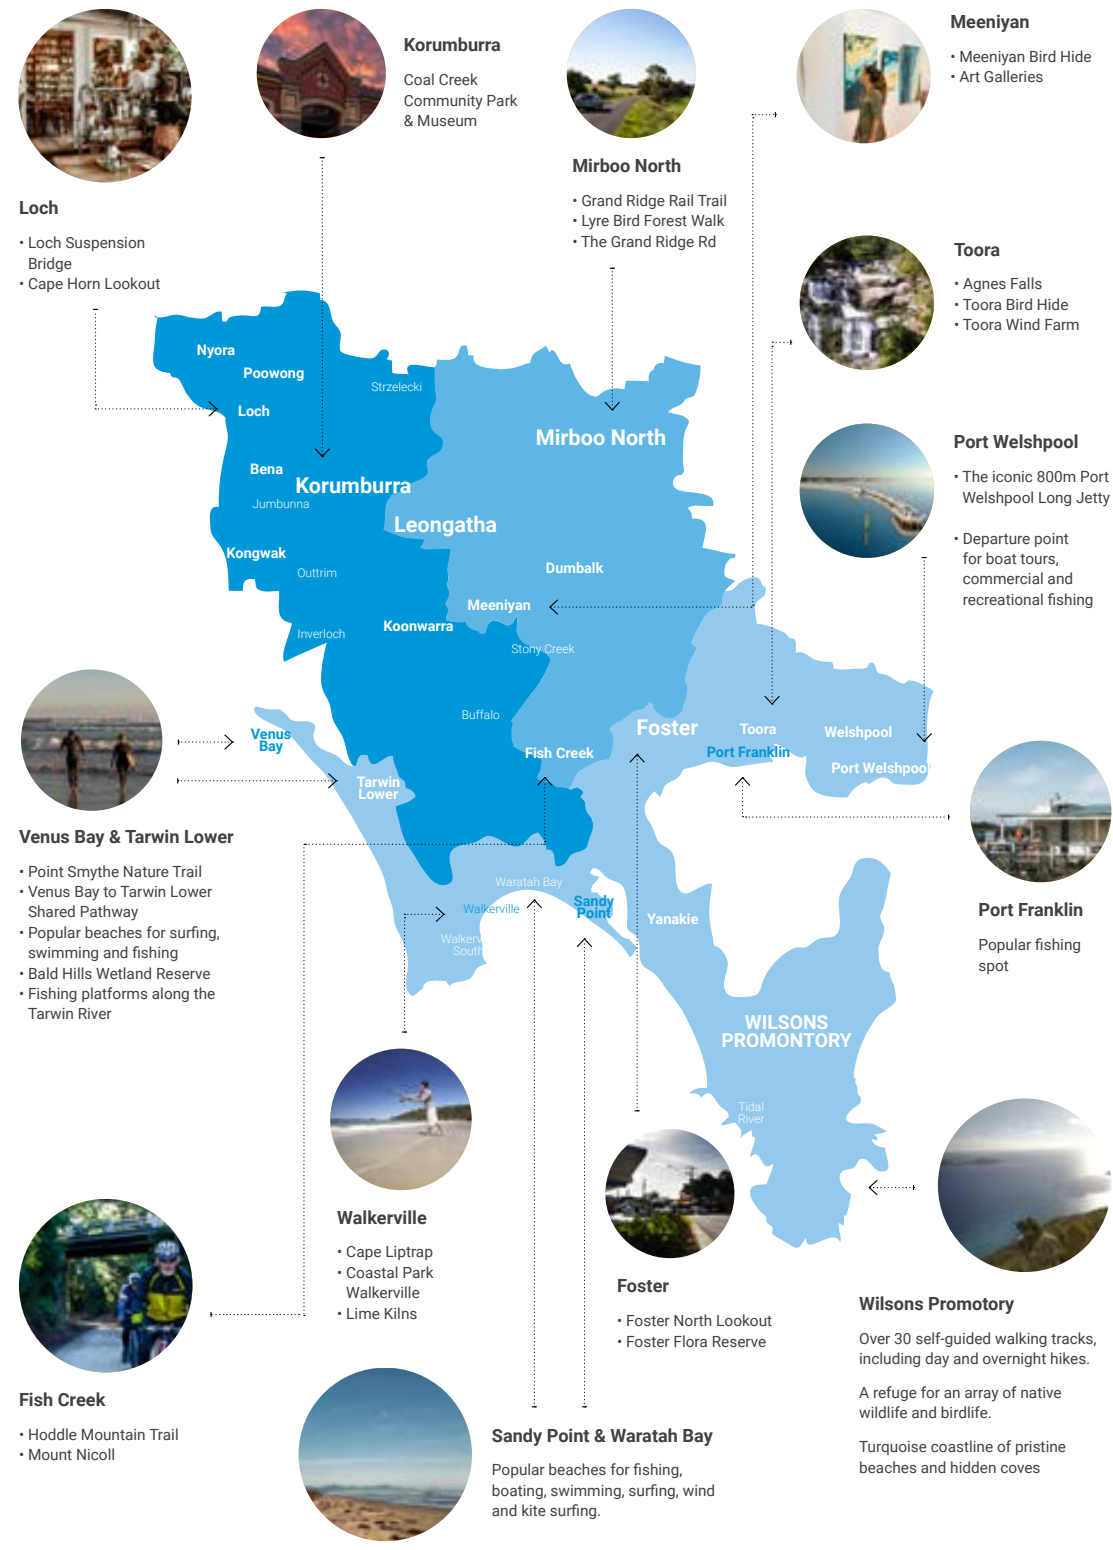 Loch
• Loch Suspension
Bridge
• Cape Horn Lookout
Korumburra
Coal Creek
Community Park
& Museum
Mirboo North
• Grand Ridge Rail Trail
• Lyre Bird Forest Walk
• The Grand Ridge Rd
Meeniyan
• Meeniyan Bird Hide
• Art Galleries
Toora
• Agnes Falls
• Toora Bird Hide
• Toora Wind Farm
Port Welshpool
• The iconic 800m Port
Welshpool Long Jetty
• Departure point
for boat tours,
commercial and
recreational fishing
Nyora
Poowong
Strzelecki
Loch
Mirboo North
Bena
Korumburra
Jumbunna
Leongatha
Kongwak
Outtrim
Dumbalk
Meeniyan
Koonwarra
Inverloch
Stony Creek
Buffalo
Foster
Toora
Welshpool
Venus
Bay
Fish Creek
Port Franklin
Port Welshpoo
Tarwin
Lower
Waratah Bay
Walkerville
Sandy
Point
Yanakie
Walkerv
South
WILSONS
PROMONTORY
Tidal
River
Venus Bay & Tarwin Lower
• Point Smythe Nature Trail
• Venus Bay to Tarwin Lower
Shared Pathway
• Popular beaches for surfing,
swimming and fishing
• Bald Hills Wetland Reserve
• Fishing platforms along the
Tarwin River
Port Franklin
Popular fishing
spot
Walkerville
• Cape Liptrap
• Coastal Park
Walkerville
• Lime Kilns
Foster
• Foster North Lookout
• Foster Flora Reserve
Wilsons Promotory
Over 30 self-guided walking tracks,
including day and overnight hikes.
A refuge for an array of native
wildlife and birdlife.
Turquoise coastline of pristine
beaches and hidden coves
Fish Creek
• Hoddle Mountain Trail
• Mount Nicoll
Sandy Point & Waratah Bay
Popular beaches for fishing,
boating, swimming, surfing, wind
and kite surfing.